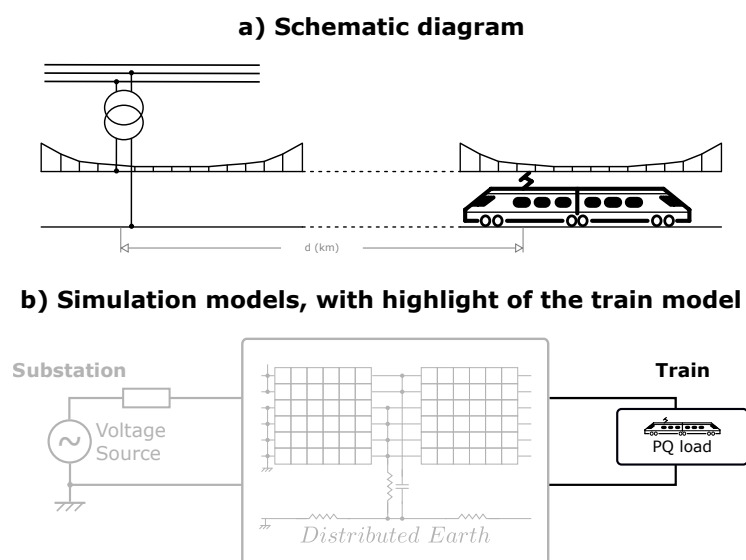 a) Schematic diagram
d (km)
b) Simulation models, with highlight of the train model
Substation
Train
Voltage
Source
PQ load
Distributed Earth